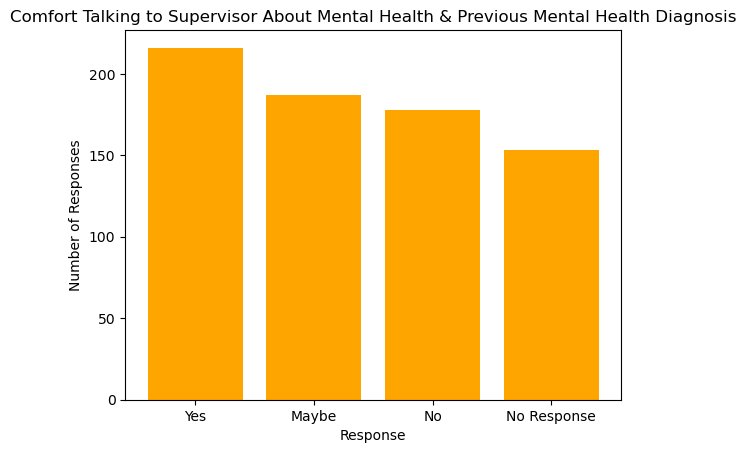 Comfort Talking to Supervisor About Mental Health & Previous Mental Health Diagnosis
Number of Responses
200
150
100
50
0
Yes
Maybe
No
No Response
Response